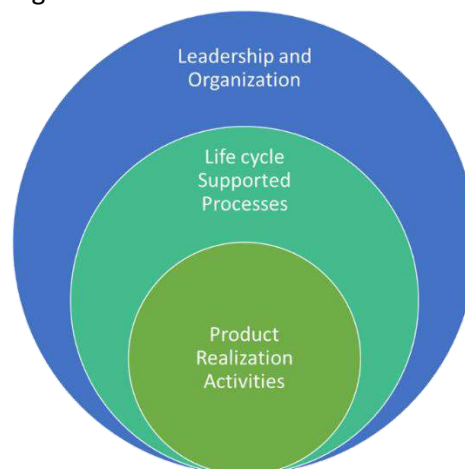 Leadership and
Organization
Life cycle
Supported
Processes
Product
Realization
Activities